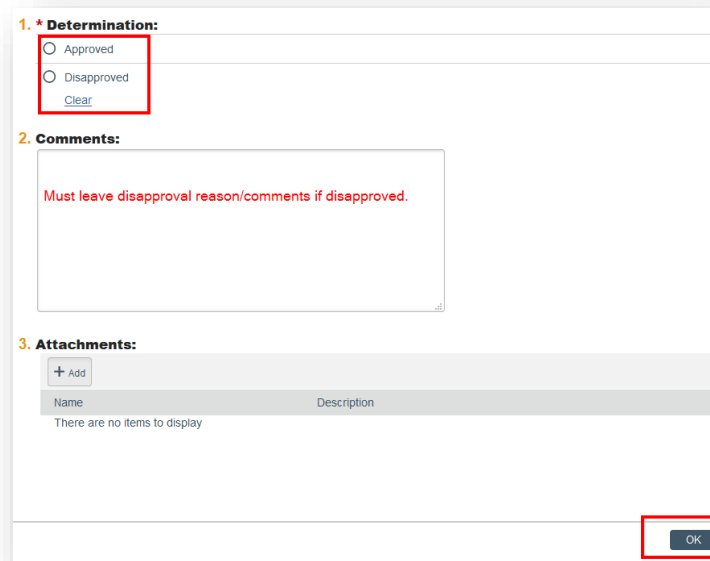 1. * Determination:
Approved
Disapproved
Clear
2. Comments:
Must leave disapproval reason/comments if disapproved.
3. Attachments:
+ Add
Name Description
There are no items to display
OK